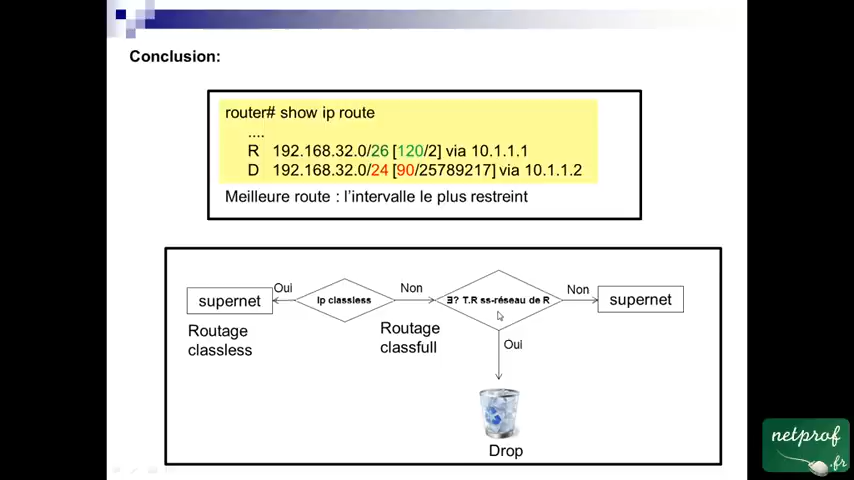 Conclusion:
router# show ip route
....
R 192.168.32.0/26 [120/2] via 10.1.1.1
D 192.168.32.0/24 [90/25789217] via 10.1.1.2
Meilleure route : l'intervalle le plus restreint
supernet
Oui
Ip classless
Non
∃? T.R ss-réseau de R
Non
supernet
Routage
classless
Routage
classfull
Oui
Drop
netprof
.fr